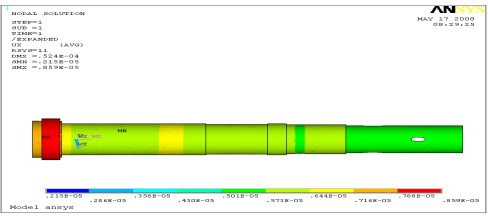 1
NODAL SOLUTION
STEP=1
SUB =1
TIME=1
/EXPANDED
UX (AVG)
RSYS=11
DMX =.524E-04
SMN =.215E-05
SMX =.859E-05
ANSYS
MAY 17 2008
08:29:25
MN
.215E-05 .286E-05 .358E-05 .430E-05 .501E-05 .573E-05 .644E-05 .716E-05 .788E-05 .859E-05
Model ansys